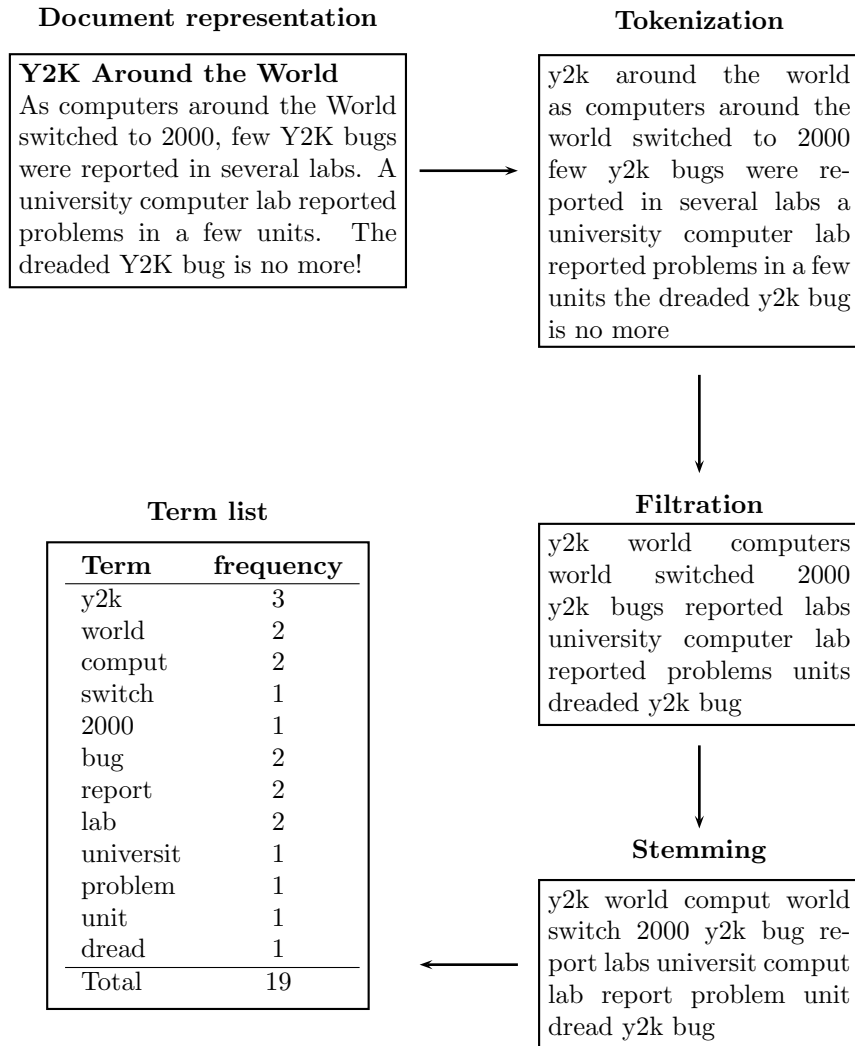 Document representation
Y2K Around the World
As computers around the World
switched to 2000, few Y2K bugs
were reported in several labs. A
university computer lab reported
problems in a few units. The
dreaded Y2K bug is no more!
Tokenization
y2k around the world
as computers around the
world switched to 2000
few y2k bugs were re-
ported in several labs a
university computer lab
reported problems in a few
units the dreaded y2k bug
is no more
Filtration
y2k world computers
world switched 2000
y2k bugs reported labs
university computer lab
reported problems units
dreaded y2k bug
Stemming
y2k world comput world
switch 2000 y2k bug re-
port labs universit comput
lab report problem unit
dread y2k bug
Term list
Term frequency
y2k 3
world 2
comput 2
switch 1
2000 1
bug 2
report 2
lab 2
universit 1
problem 1
unit 1
dread 1
Total 19